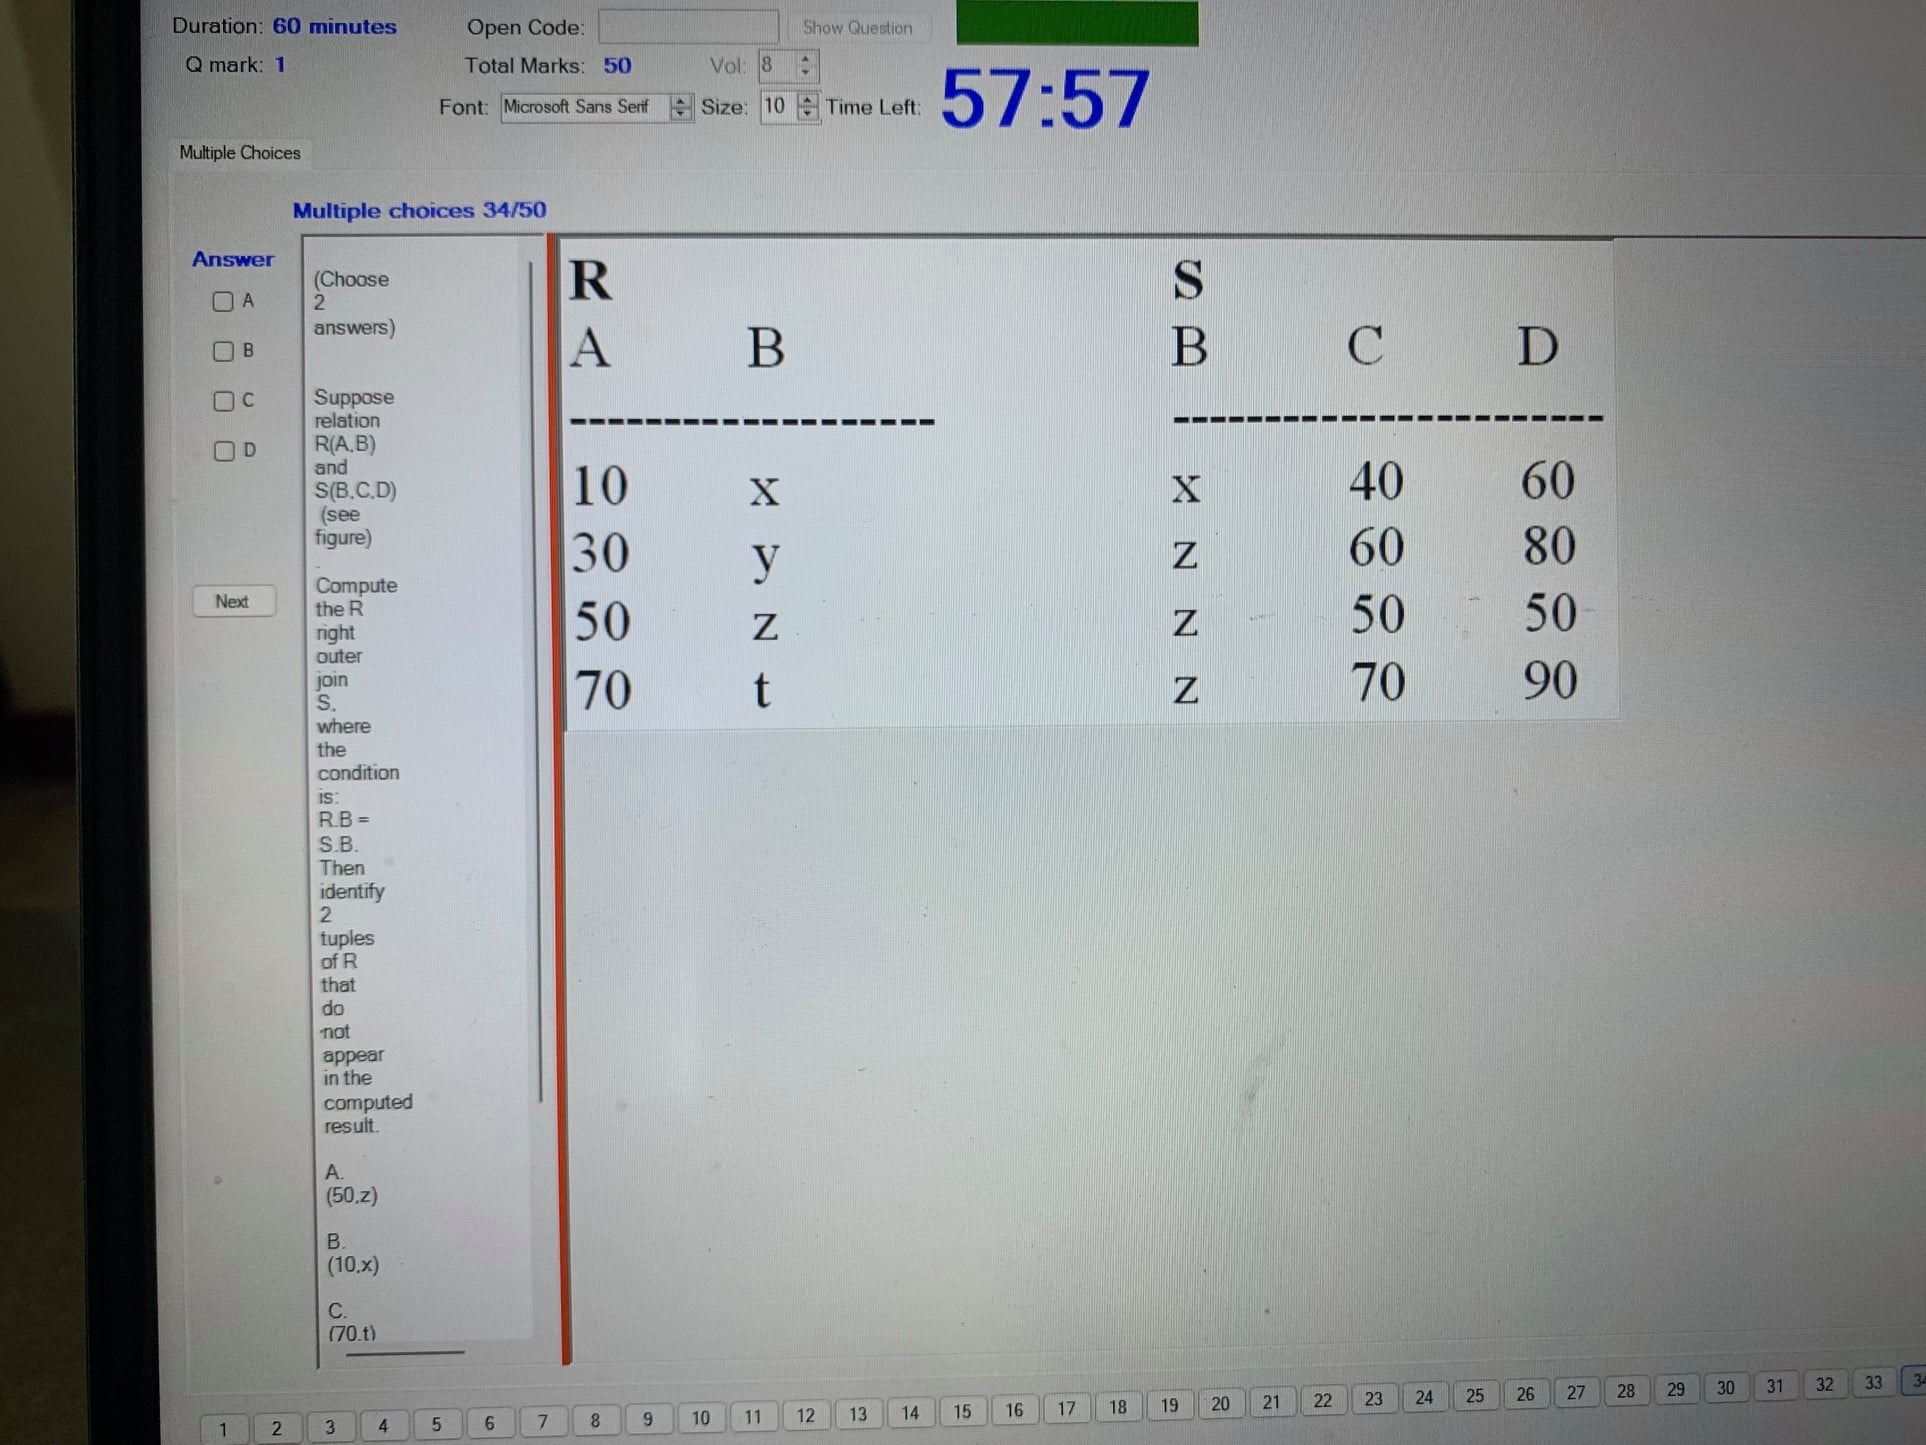 Duration: 60 minutes
Open Code:
Show Question
Q mark: 1
Total Marks: 50
Vol: 8
Font: Microsoft Sans Serif
Size: 10
Time Left: 57:57
Multiple Choices
Multiple choices 34/50
Answer
A
B
C
D
Next
(Choose
2
answers)
Suppose
relation
R(A,B)
and
S(B,C,D)
(see
figure)
.
Compute
the R
right
outer
join
S,
where
the
condition
is:
R.B =
S.B.
Then
identify
2
tuples
of R
that
do
not
appear
in the
computed
result.
A.
(50,z)
B.
(10,x)
C.
(70,t)
R S
A B B C D
------------------- -----------------------
10 x x 40 60
30 y z 60 80
50 z z 50 50
70 t z 70 90
1 2 3 4 5 6 7 8 9 10 11 12 13 14 15 16 17 18 19 20 21 22 23 24 25 26 27 28 29 30 31 32 33 34